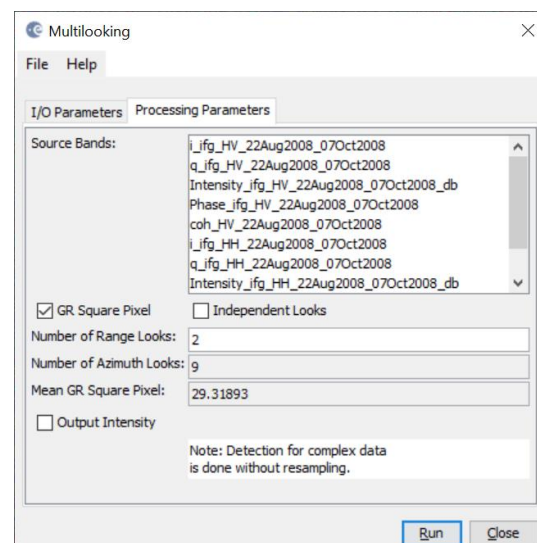 Multilooking
File Help
I/O Parameters Processing Parameters
Source Bands:
i_ifg_HV_22Aug2008_07Oct2008
q_ifg_HV_22Aug2008_07Oct2008
Intensity_ifg_HV_22Aug2008_07Oct2008_db
Phase_ifg_HV_22Aug2008_07Oct2008
coh_HV_22Aug2008_07Oct2008
i_ifg_HH_22Aug2008_07Oct2008
q_ifg_HH_22Aug2008_07Oct2008
Intensity_ifg_HH_22Aug2008_07Oct2008_db
GR Square Pixel Independent Looks
Number of Range Looks: 2
Number of Azimuth Looks: 9
Mean GR Square Pixel: 29.31893
Output Intensity
Note: Detection for complex data
is done without resampling.
Run Close